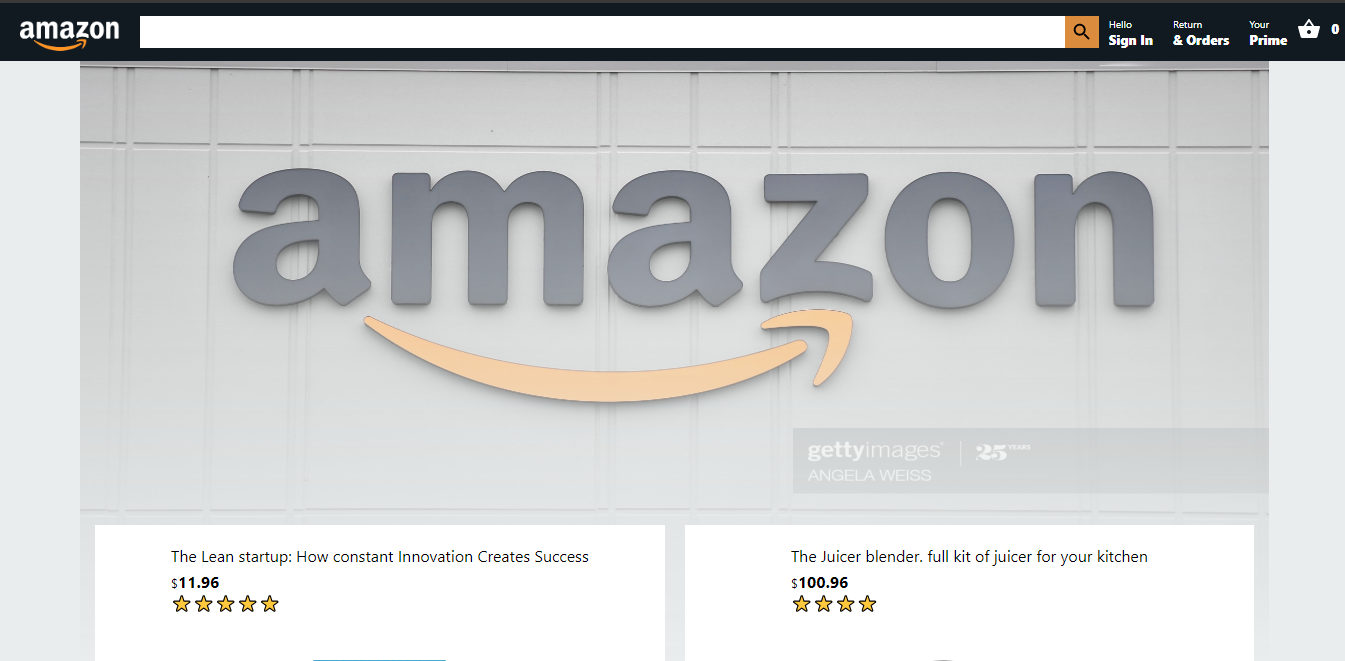 amazon
Hello
Sign In
Return
& Orders
Your
Prime
0
amazon
gettyimages® 25 YEARS
ANGELA WEISS
The Lean startup: How constant Innovation Creates Success
$11.96
The Juicer blender. full kit of juicer for your kitchen
$100.96